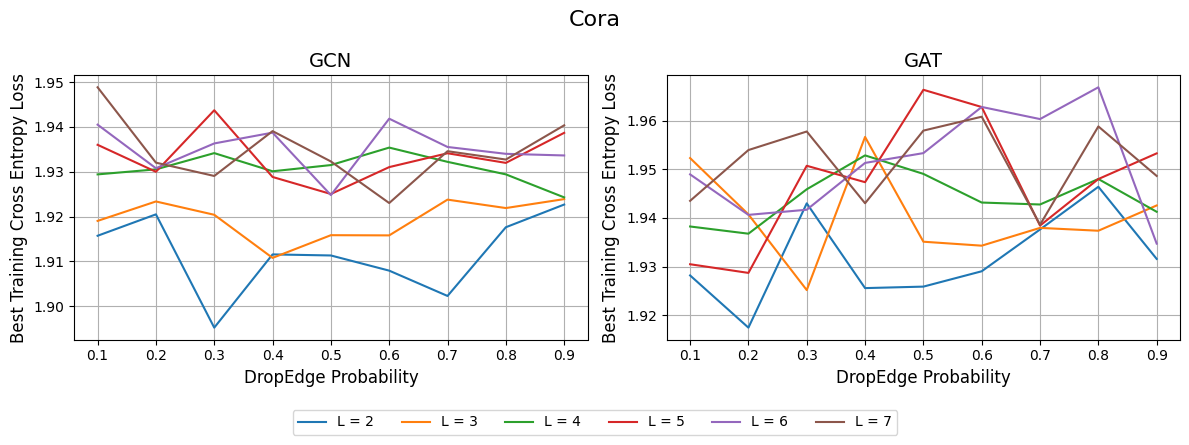 Cora
GCN
Best Training Cross Entropy Loss
1.95
1.94
1.93
1.92
1.91
1.90
0.1 0.2 0.3 0.4 0.5 0.6 0.7 0.8 0.9
DropEdge Probability
GAT
Best Training Cross Entropy Loss
1.96
1.95
1.94
1.93
1.92
0.1 0.2 0.3 0.4 0.5 0.6 0.7 0.8 0.9
DropEdge Probability
L = 2 L = 3 L = 4 L = 5 L = 6 L = 7